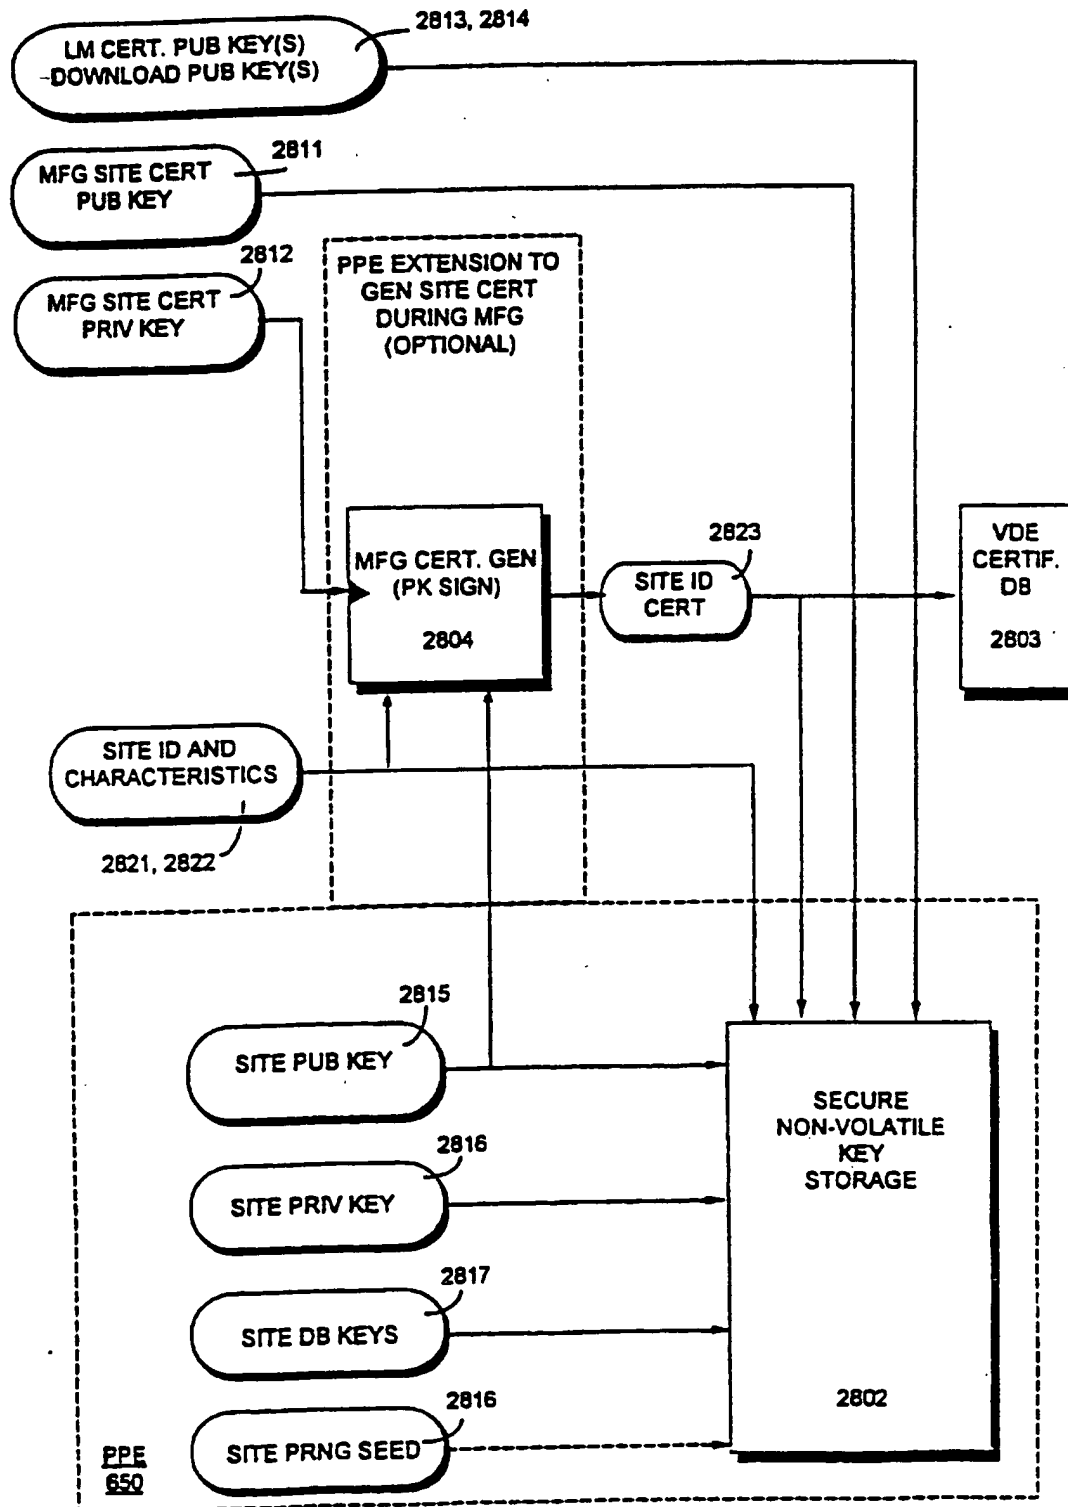 2813, 2814
LM CERT. PUB KEY(S)
DOWNLOAD PUB KEY(S)
2811
MFG SITE CERT
PUB KEY
2812
MFG SITE CERT
PRIV KEY
PPE EXTENSION TO
GEN SITE CERT
DURING MFG
(OPTIONAL)
MFG CERT. GEN
(PK SIGN)
2804
2823
SITE ID
CERT
VDE
CERTIF.
DB
2803
SITE ID AND
CHARACTERISTICS
2821, 2822
2815
SITE PUB KEY
2816
SITE PRIV KEY
2817
SITE DB KEYS
2816
SITE PRNG SEED
SECURE
NON-VOLATILE
KEY
STORAGE
2802
PPE
650